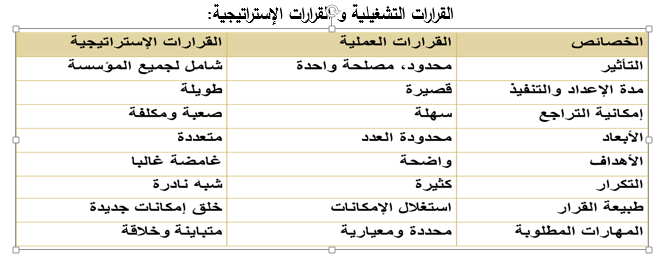 القرارات التشغيلية و القرارات الإستراتيجية:
الخصائص القرارات العملية القرارات الإستراتيجية
التأثير محدود، مصلحة واحدة شامل لجميع المؤسسة
مدة الإعداد والتنفيذ قصيرة طويلة
إمكانية التراجع سهلة صعبة ومكلفة
الأبعاد محدودة العدد متعددة
الأهداف واضحة غامضة غالبا
التكرار كثيرة شبه نادرة
طبيعة القرار استغلال الإمكانات خلق إمكانات جديدة
المهارات المطلوبة محددة ومعيارية متباينة وخلاقة